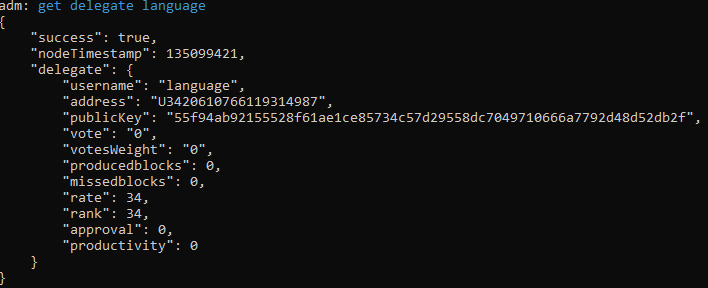 adm: get delegate language
{
    "success": true,
    "nodeTimestamp": 135099421,
    "delegate": {
        "username": "language",
        "address": "U3420610766119314987",
        "publicKey": "55f94ab92155528f61ae1ce85734c57d29558dc7049710666a7792d48d52db2f",
        "vote": "0",
        "votesWeight": "0",
        "producedblocks": 0,
        "missedblocks": 0,
        "rate": 34,
        "rank": 34,
        "approval": 0,
        "productivity": 0
    }
}